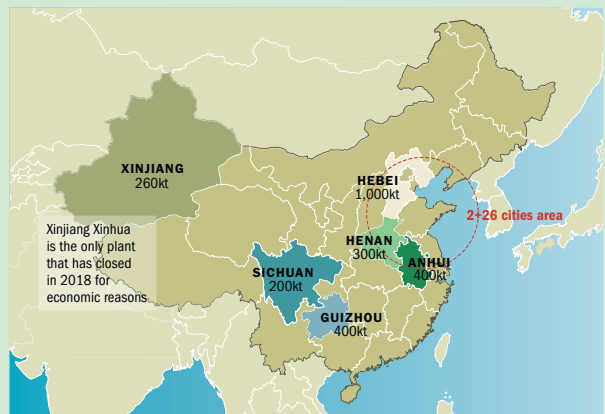 XINJIANG
260kt
Xinjiang Xinhua
is the only plant
that has closed
in 2018 for
economic reasons
HEBEI
1,000kt
2+26 cities area
HENAN
300kt
ANHUI
400kt
SICHUAN
200kt
GUIZHOU
400kt